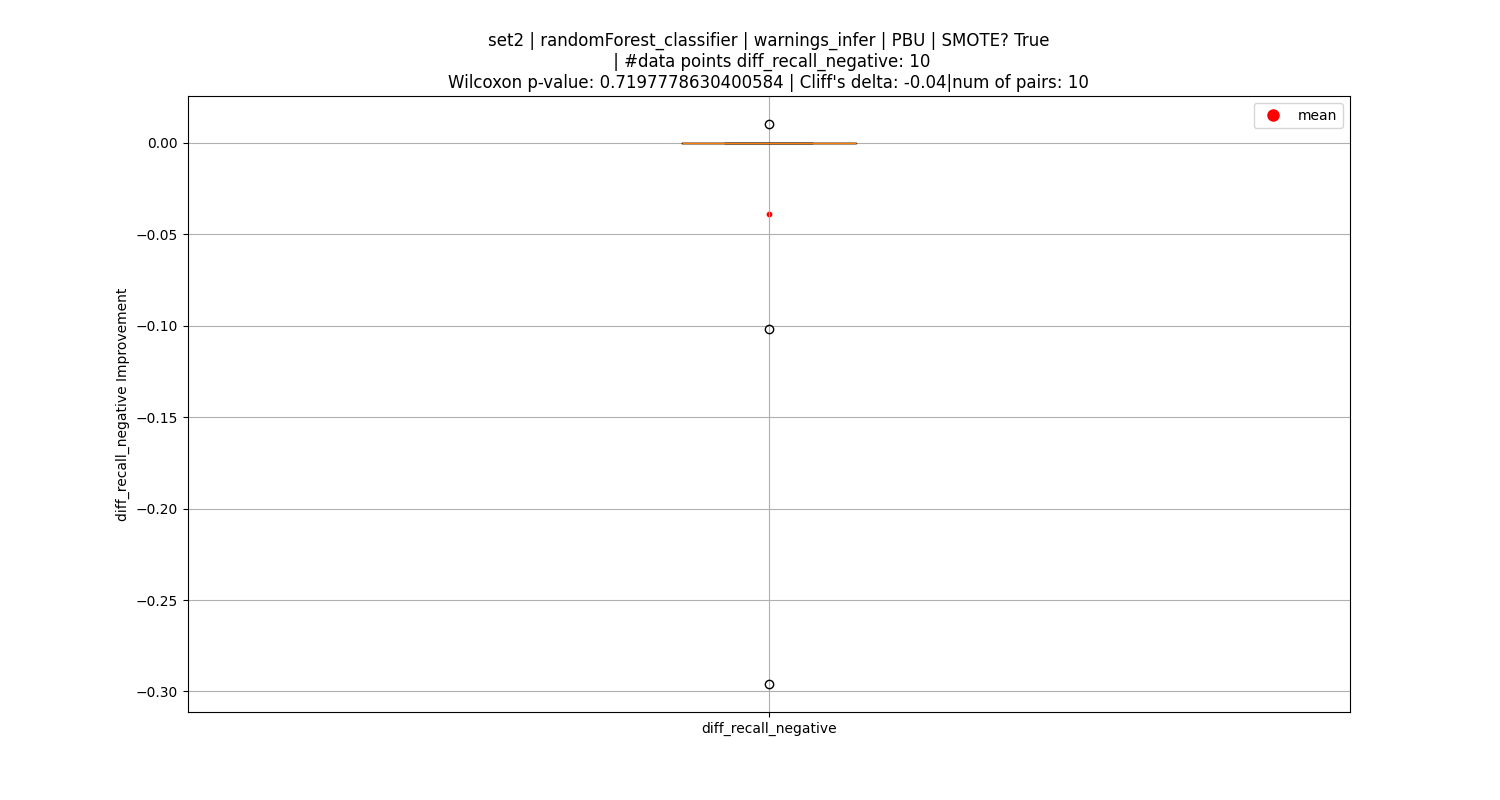 set2 | randomForest_classifier | warnings_infer | PBU | SMOTE? True
| #data points diff_recall_negative: 10
Wilcoxon p-value: 0.7197778630400584 | Cliff's delta: -0.04|num of pairs: 10
mean
0.00
−0.05
−0.10
−0.15
−0.20
−0.25
−0.30
diff_recall_negative Improvement
diff_recall_negative